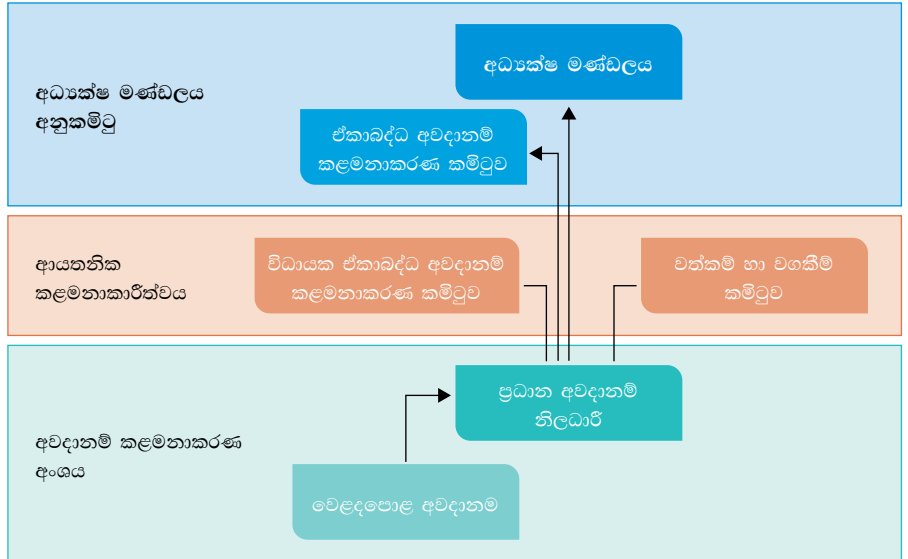 අධ්‍යක්ෂ මණ්ඩලය
අනුකමිටු
අධ්‍යක්ෂ මණ්ඩලය
ඒකාබද්ධ අවදානම්
කළමනාකරණ කමිටුව
ආයතනික
කළමනාකාරීත්වය
විධායක ඒකාබද්ධ අවදානම්
කළමනාකරණ කමිටුව
වත්කම් හා වගකීම්
කමිටුව
අවදානම් කළමනාකරණ
අංශය
ප්‍රධාන අවදානම්
නිලධාරී
වෙළදපොළ අවදානම